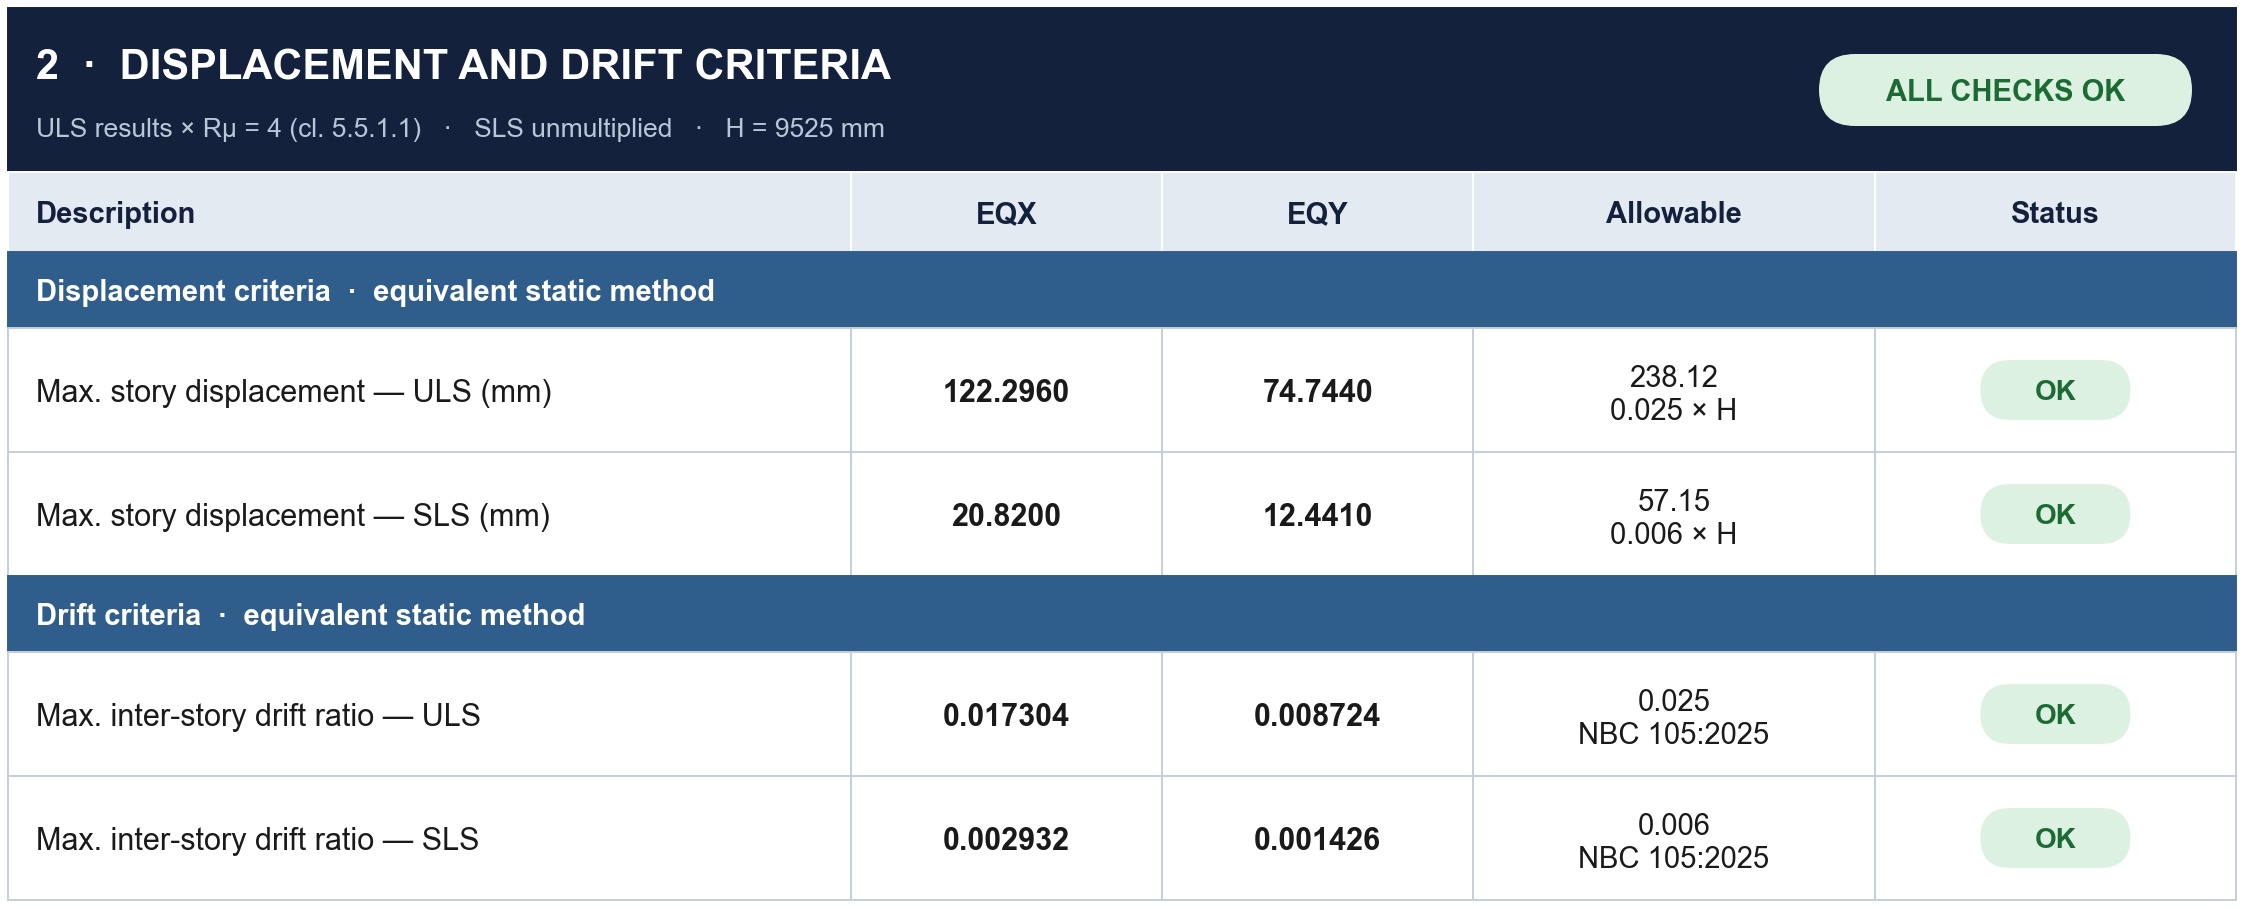 2 · DISPLACEMENT AND DRIFT CRITERIA
ALL CHECKS OK
ULS results × Rμ = 4 (cl. 5.5.1.1) · SLS unmultiplied · H = 9525 mm
Description EQX EQY Allowable Status
Displacement criteria · equivalent static method
Max. story displacement — ULS (mm) 122.2960 74.7440 238.12 OK
0.025 × H
Max. story displacement — SLS (mm) 20.8200 12.4410 57.15 OK
0.006 × H
Drift criteria · equivalent static method
Max. inter-story drift ratio — ULS 0.017304 0.008724 0.025 OK
NBC 105:2025
Max. inter-story drift ratio — SLS 0.002932 0.001426 0.006 OK
NBC 105:2025